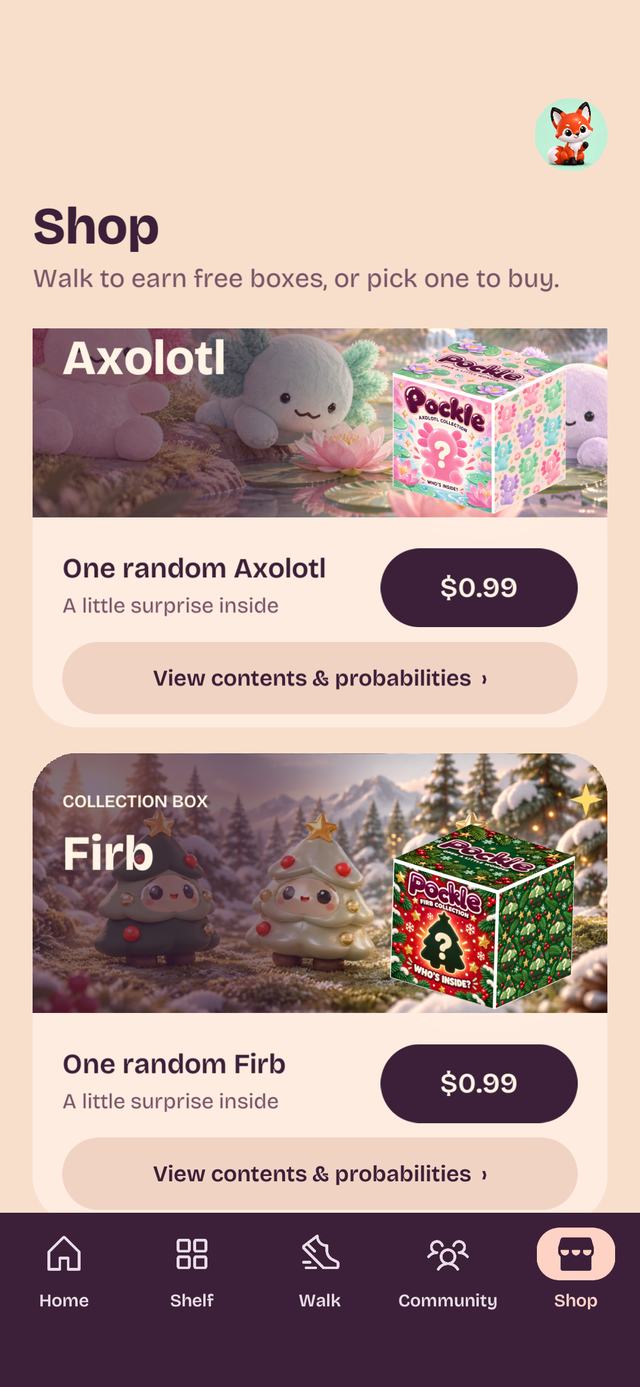 Shop
Walk to earn free boxes, or pick one to buy.
Axolotl
Pockle
Pockle
AXOLOTL COLLECTION
?
WHO'S INSIDE?
One random Axolotl
A little surprise inside
$0.99
View contents & probabilities ›
COLLECTION BOX
Firb
Pockle
Pockle
FIRB COLLECTION
?
WHO'S INSIDE?
One random Firb
A little surprise inside
$0.99
View contents & probabilities ›
Home
Shelf
Walk
Community
Shop